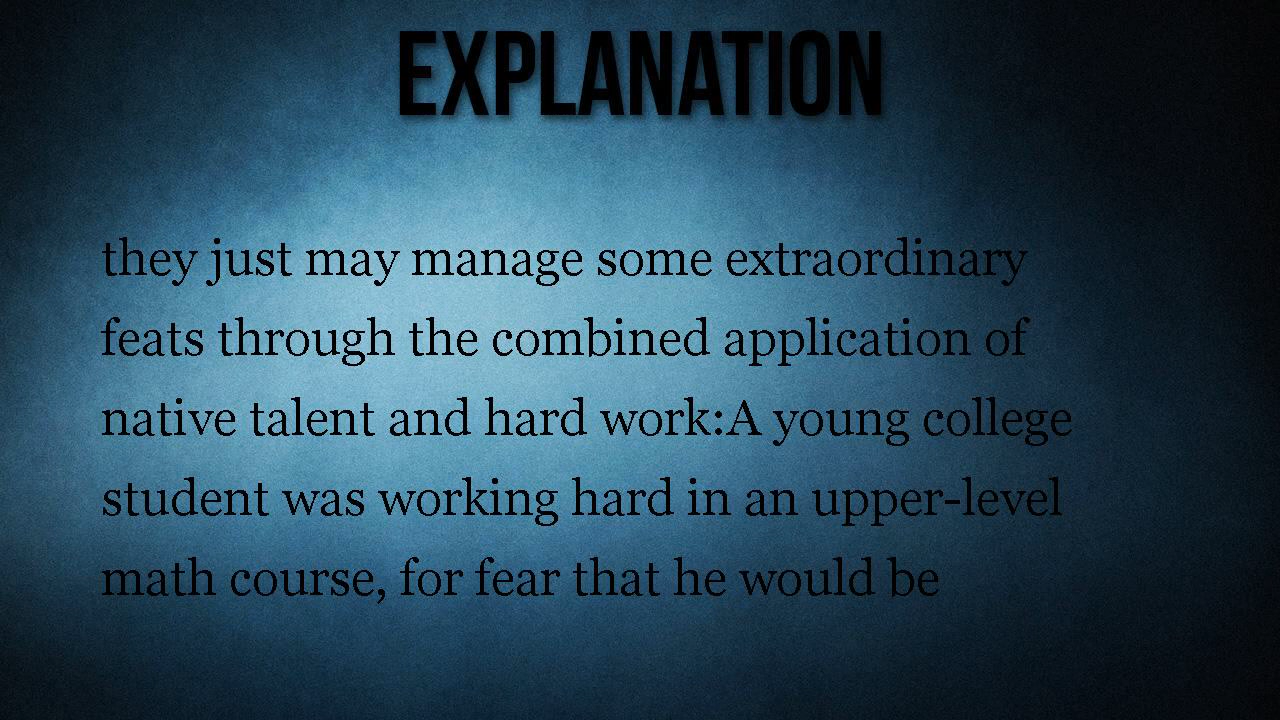 EXPLANATION
they just may manage some extraordinary
feats through the combined application of
native talent and hard work:A young college
student was working hard in an upper-level
math course, for fear that he would be